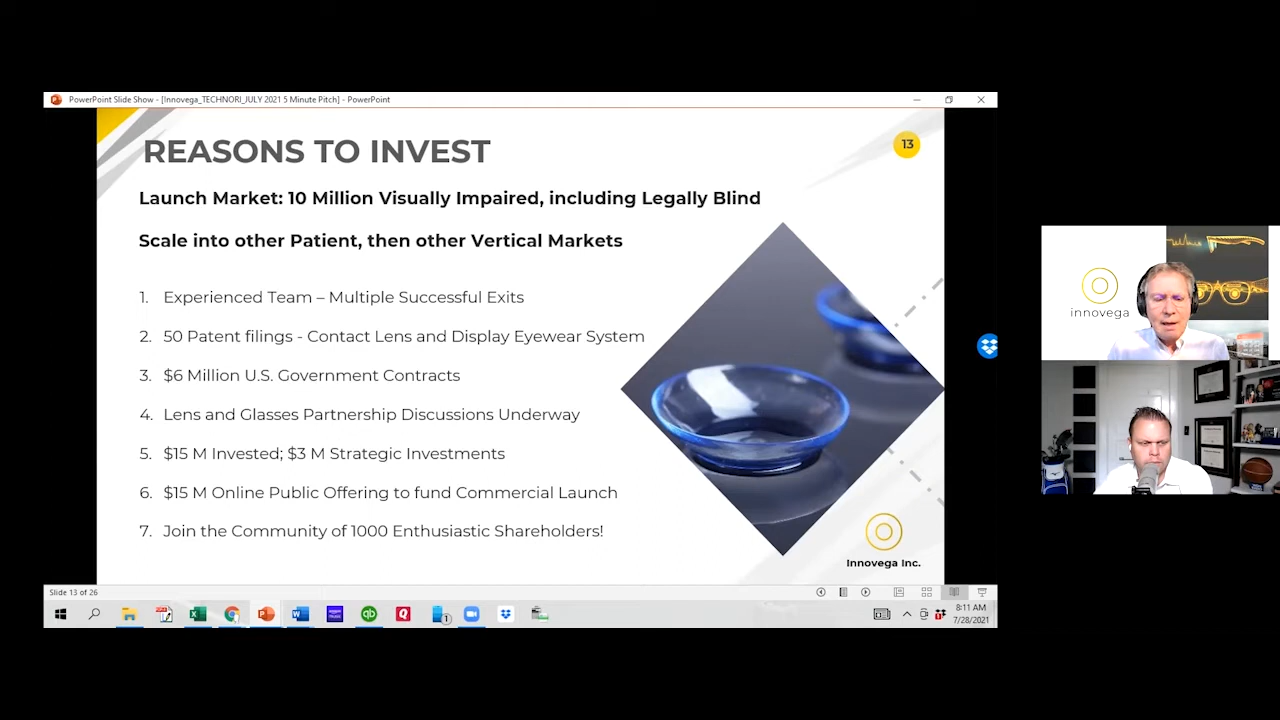 PowerPoint Slide Show - [Innovega_TECHNORI_JULY 2021 5 Minute Pitch] - PowerPoint
REASONS TO INVEST
13
Launch Market: 10 Million Visually Impaired, including Legally Blind
Scale into other Patient, then other Vertical Markets
1. Experienced Team – Multiple Successful Exits
2. 50 Patent filings - Contact Lens and Display Eyewear System
3. $6 Million U.S. Government Contracts
4. Lens and Glasses Partnership Discussions Underway
5. $15 M Invested; $3 M Strategic Investments
6. $15 M Online Public Offering to fund Commercial Launch
7. Join the Community of 1000 Enthusiastic Shareholders!
Innovega Inc.
innovega
Slide 13 of 26
8:11 AM
7/28/2021